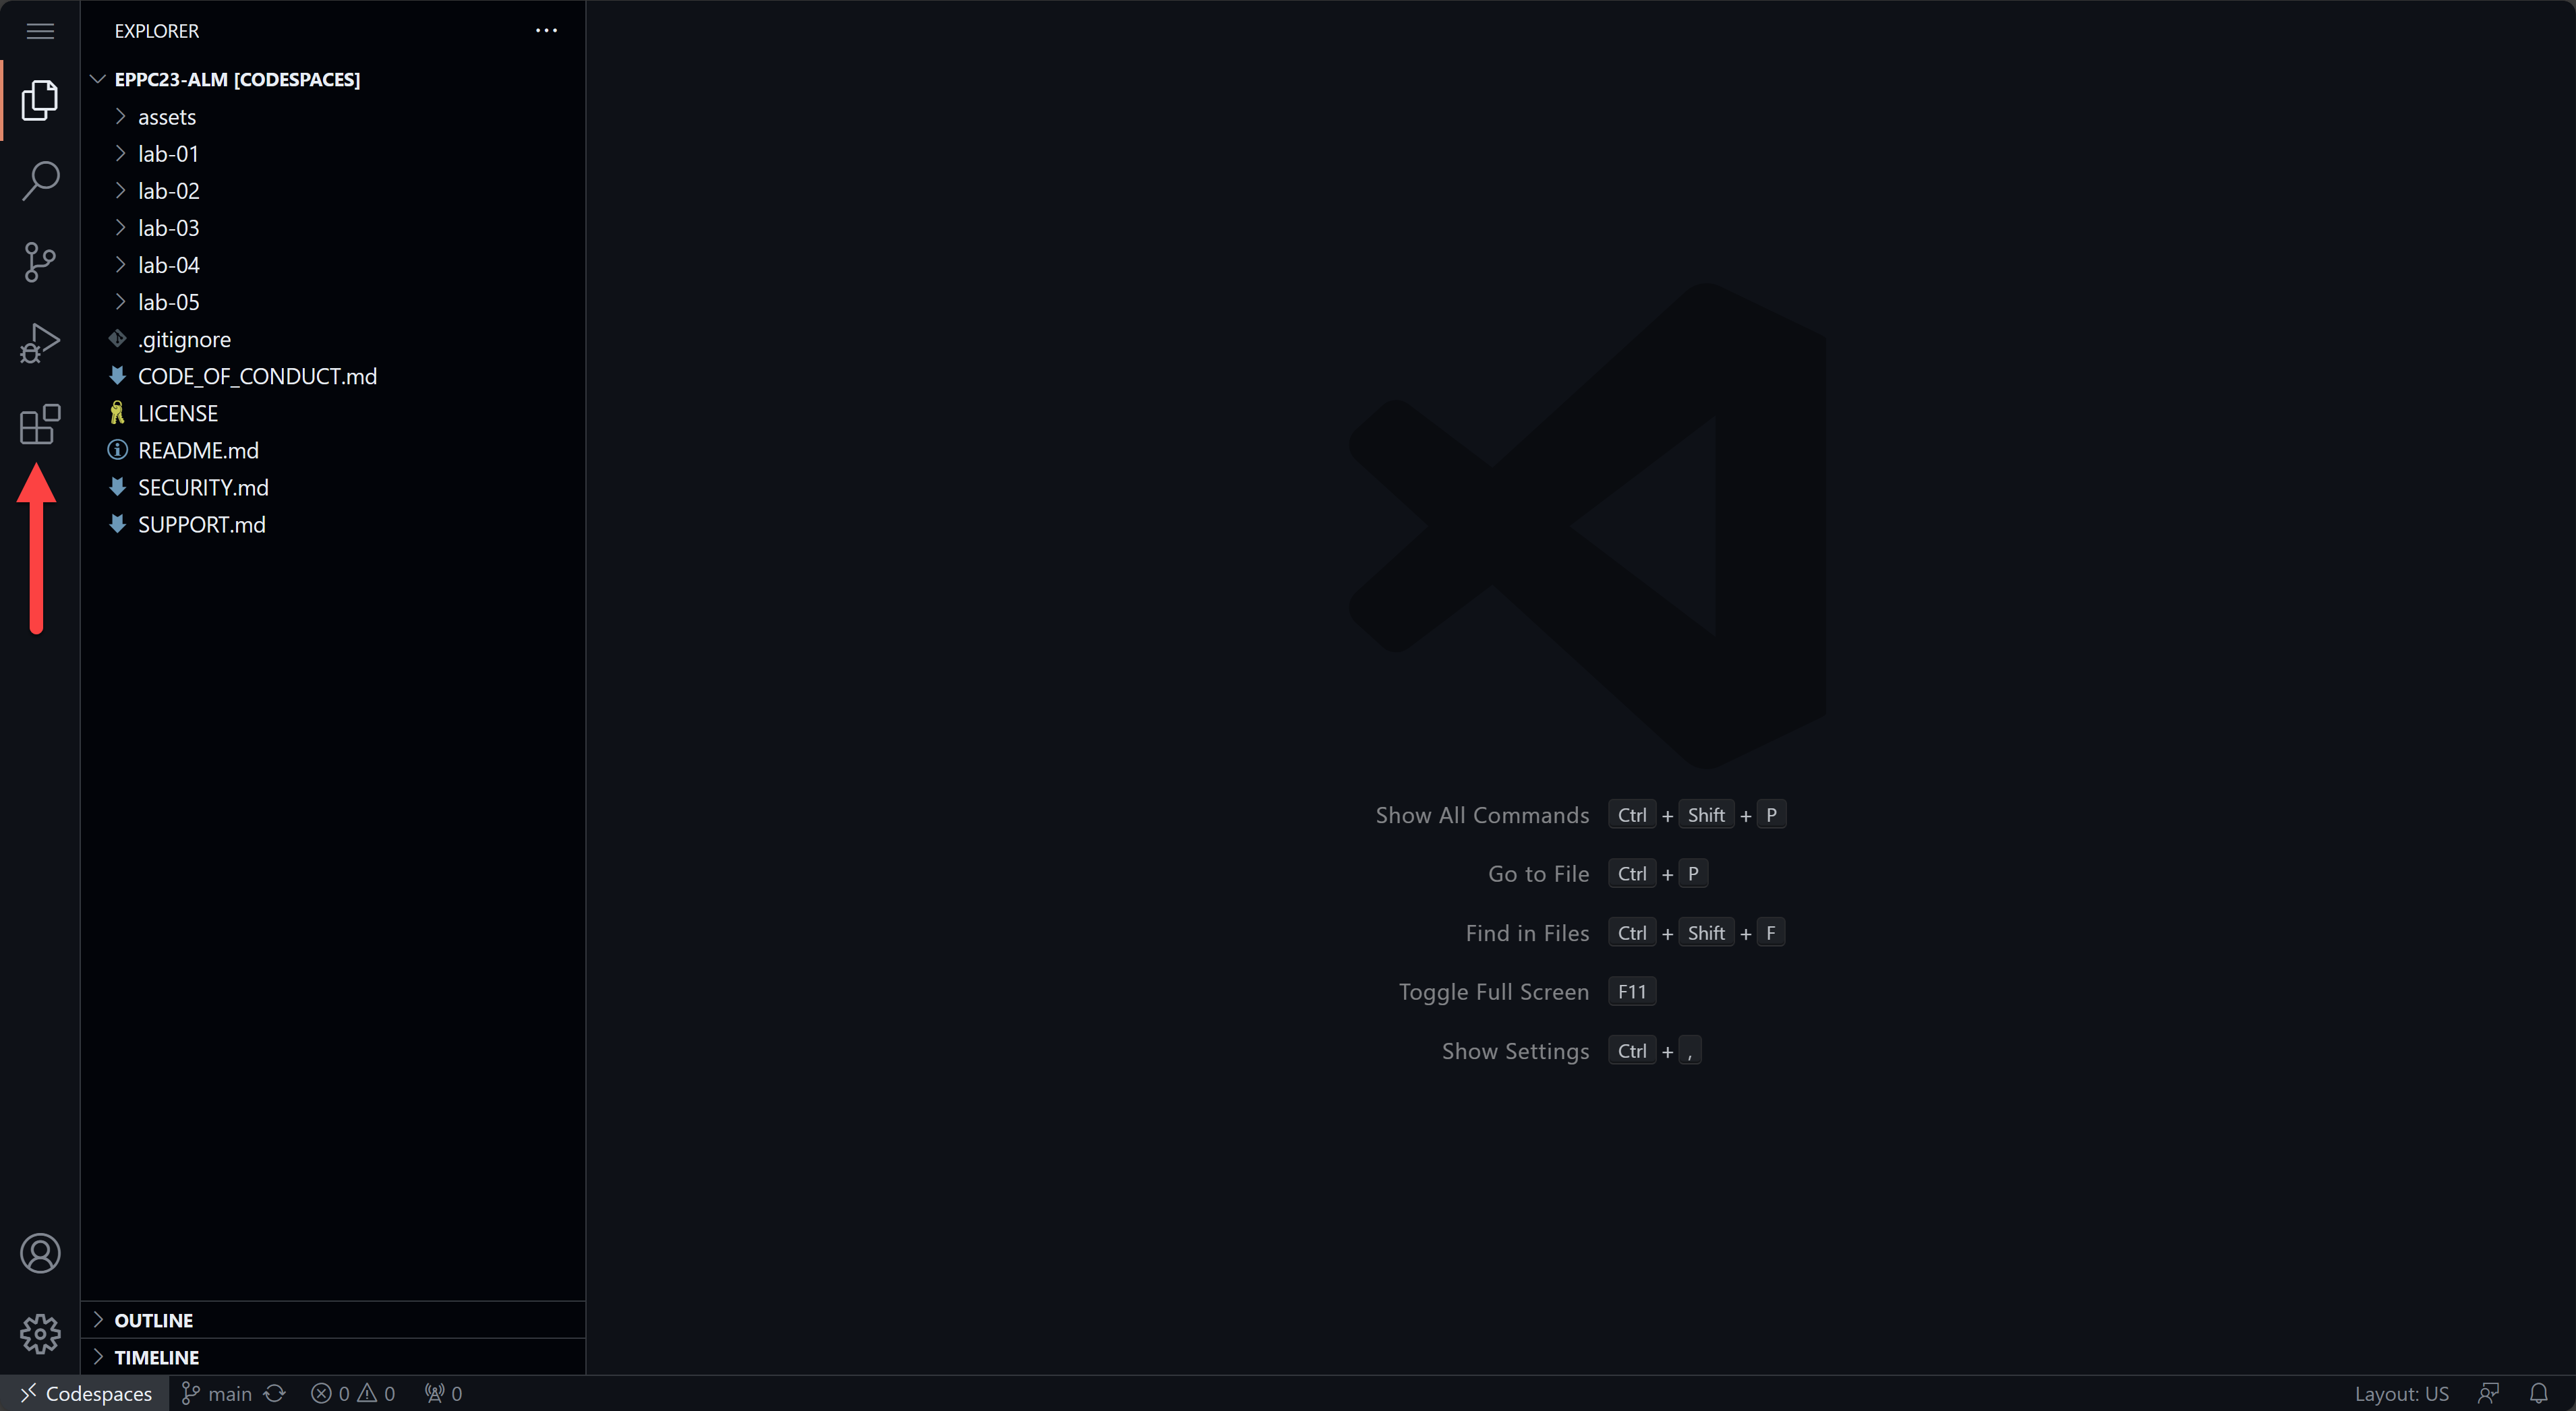 EXPLORER
EPPC23-ALM [CODESPACES]
assets
lab-01
lab-02
lab-03
lab-04
lab-05
.gitignore
CODE_OF_CONDUCT.md
LICENSE
README.md
SECURITY.md
SUPPORT.md
Show All Commands Ctrl + Shift + P
Go to File Ctrl + P
Find in Files Ctrl + Shift + F
Toggle Full Screen F11
Show Settings Ctrl + ,
OUTLINE
TIMELINE
Codespaces main 0 0 0 Layout: US